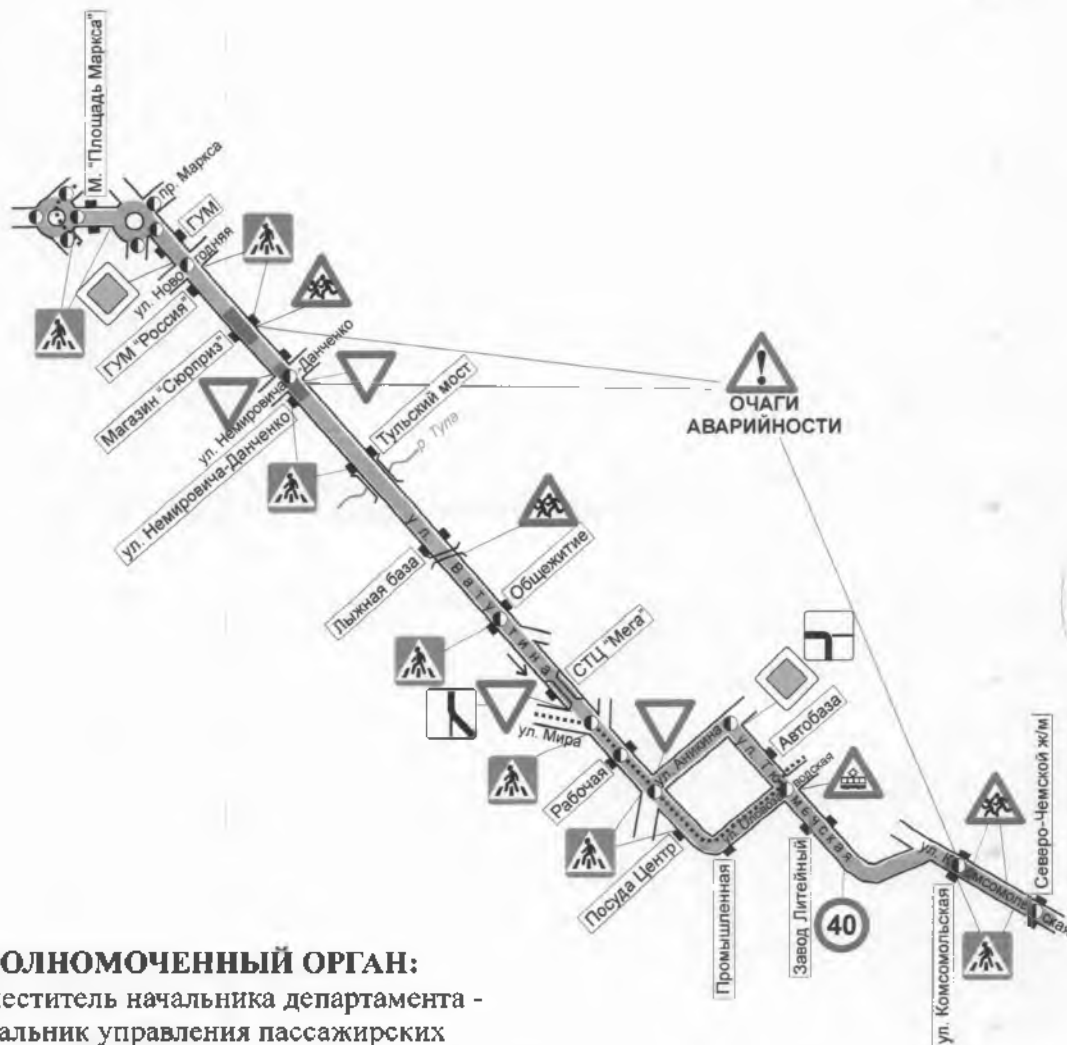 М. "Площадь Маркса"
пр. Маркса
ГУМ
ул. Новогодняя
ГУМ "Россия"
Магазин "Сюрприз"
ул. Немировича-Данченко
ул. Немировича-Данченко
Тульский мост
р. Тула
ОЧАГИ
АВАРИЙНОСТИ
ул. Ватутина
Лыжная база
Общежитие
СТЦ "Мега"
ул. Мира
Рабочая
ул. Аникина
Автобаза
Посуда Центр
Промышленная
Завод Литейный
40
ул. Комсомольская
ул. Комсомольская
Северо-Чемской ж/м
ОЛНОМОЧЕННЫЙ ОРГАН:
еститель начальника департамента -
альник управления пассажирских